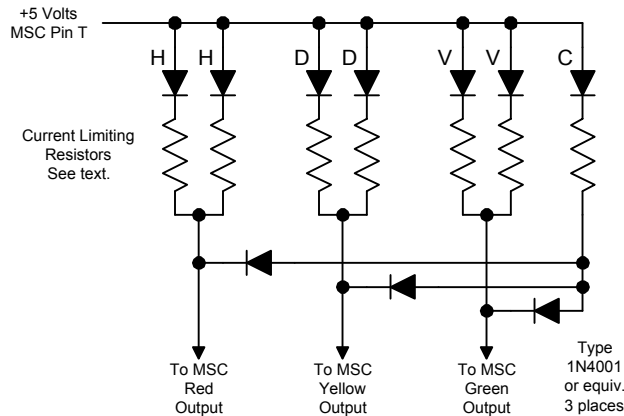 +5 Volts
MSC Pin T
H H D D V V C
Current Limiting
Resistors
See text.
To MSC
Red
Output
To MSC
Yellow
Output
To MSC
Green
Output
Type
1N4001
or equiv.
3 places